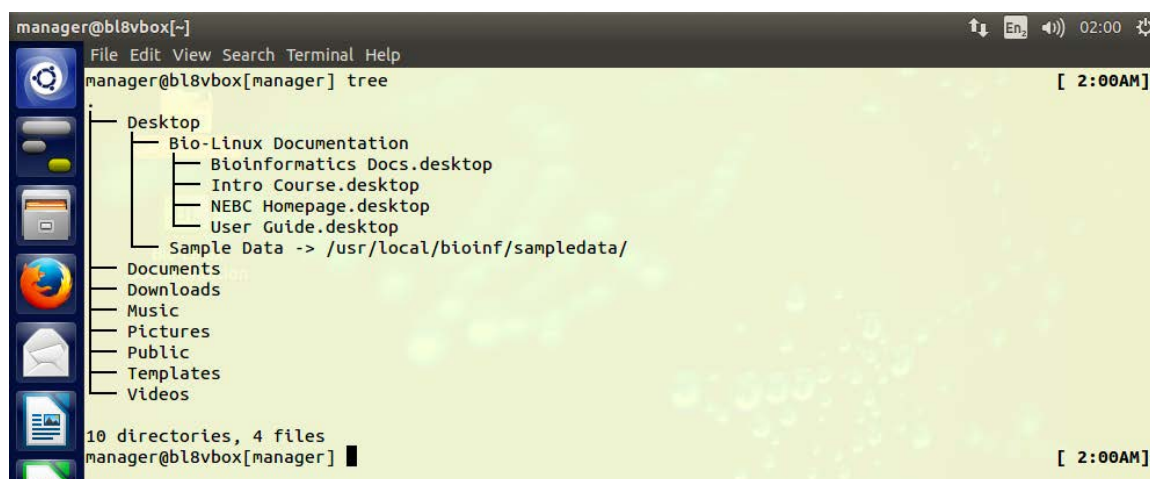 manager@bl8vbox[~] En2 02:00
File Edit View Search Terminal Help
manager@bl8vbox[manager] tree [ 2:00AM]
.
├── Desktop
│   ├── Bio-Linux Documentation
│   │   ├── Bioinformatics Docs.desktop
│   │   ├── Intro Course.desktop
│   │   ├── NEBC Homepage.desktop
│   │   └── User Guide.desktop
│   └── Sample Data -> /usr/local/bioinf/sampledata/
├── Documents
├── Downloads
├── Music
├── Pictures
├── Public
├── Templates
└── Videos
10 directories, 4 files
manager@bl8vbox[manager] [ 2:00AM]